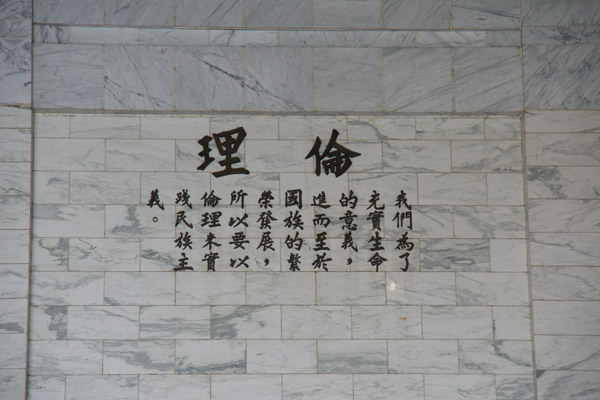 倫理
我們為了
充實生命
的意義，
進而至於
國族的繁
榮發展，
所以要以
倫理來實
踐民族主
義。